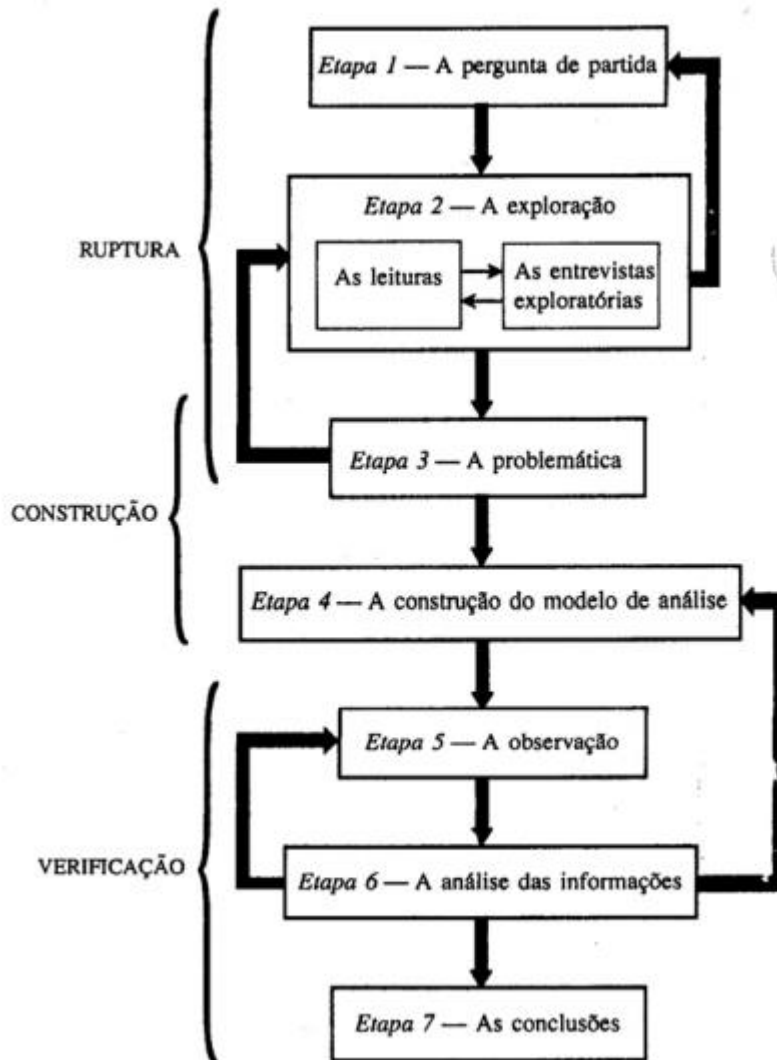 Etapa 1 — A pergunta de partida
Etapa 2 — A exploração
RUPTURA
As leituras
As entrevistas
exploratórias
Etapa 3 — A problemática
CONSTRUÇÃO
Etapa 4 — A construção do modelo de análise
Etapa 5 — A observação
VERIFICAÇÃO
Etapa 6 — A análise das informações
Etapa 7 — As conclusões